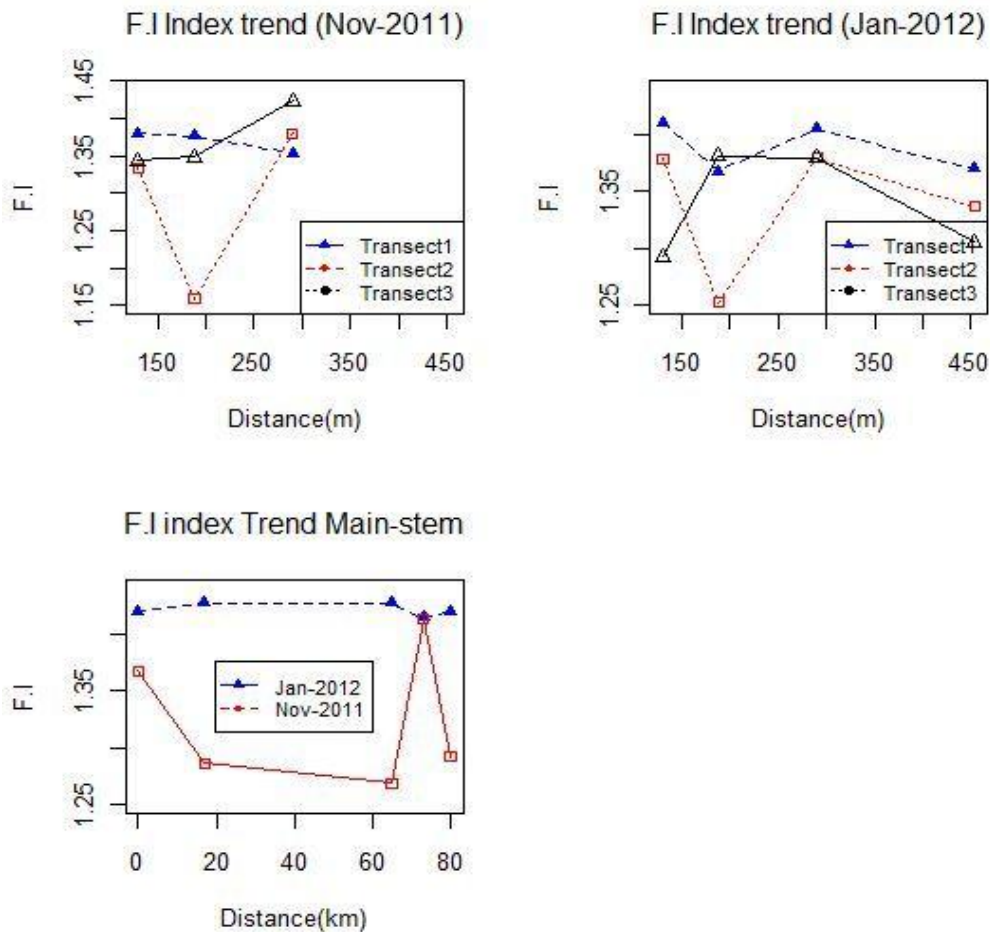 F.I Index trend (Nov-2011)
F.I
1.15 1.25 1.35 1.45
Transect1
Transect2
Transect3
150 250 350 450
Distance(m)
F.I Index trend (Jan-2012)
F.I
1.25 1.35
Transect1
Transect2
Transect3
150 250 350 450
Distance(m)
F.I index Trend Main-stem
F.I
1.25 1.35
Jan-2012
Nov-2011
0 20 40 60 80
Distance(km)